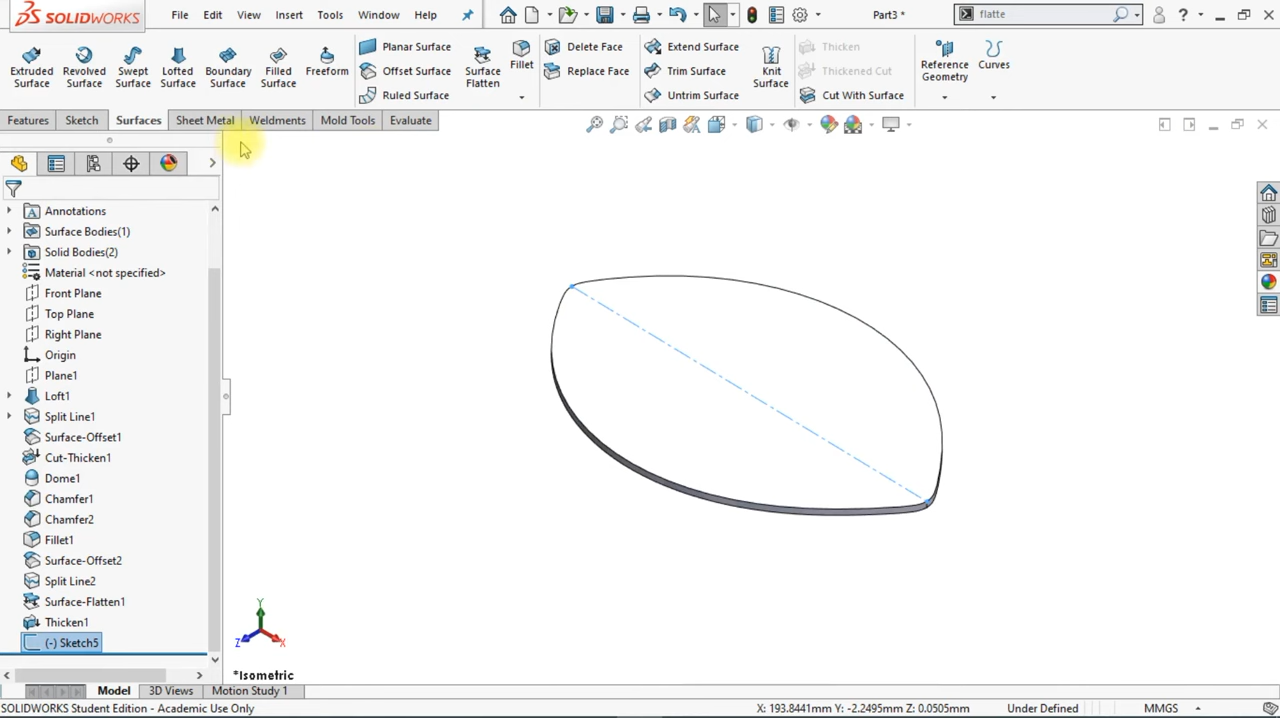 SOLIDWORKS File Edit View Insert Tools Window Help Part3 * flatte
Extruded Surface Revolved Surface Swept Surface Lofted Surface Boundary Surface Filled Surface Freeform
Planar Surface
Offset Surface
Ruled Surface
Surface Flatten
Fillet
Delete Face
Replace Face
Extend Surface
Trim Surface
Untrim Surface
Knit Surface
Thicken
Thickened Cut
Cut With Surface
Reference Geometry
Curves
Features Sketch Surfaces Sheet Metal Weldments Mold Tools Evaluate
Annotations
Surface Bodies(1)
Solid Bodies(2)
Material <not specified>
Front Plane
Top Plane
Right Plane
Origin
Plane1
Loft1
Split Line1
Surface-Offset1
Cut-Thicken1
Dome1
Chamfer1
Chamfer2
Fillet1
Surface-Offset2
Split Line2
Surface-Flatten1
Thicken1
(-) Sketch5
Y
Z X
*Isometric
Model 3D Views Motion Study 1
SOLIDWORKS Student Edition - Academic Use Only X: 193.8441mm Y: -2.2495mm Z: 0.0505mm Under Defined MMGS